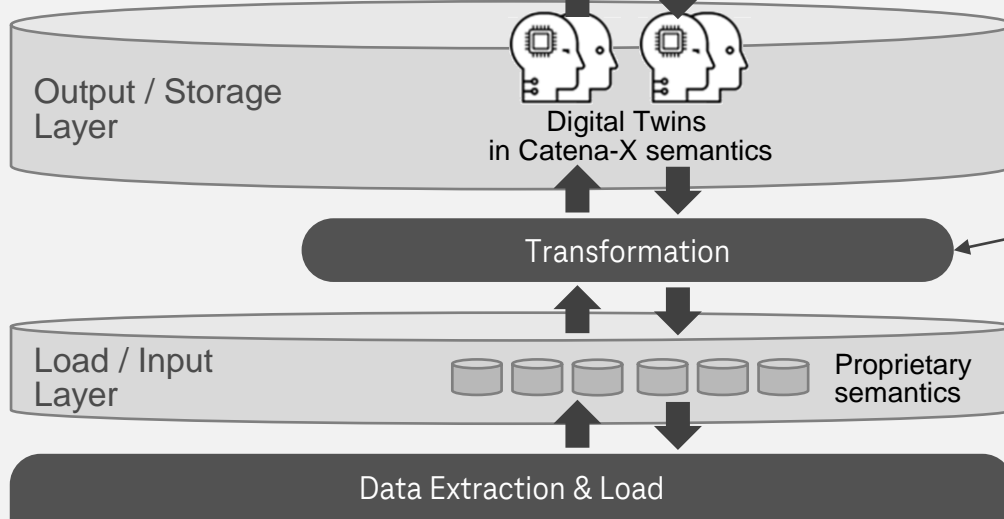 Output / Storage
Layer
Digital Twins
in Catena-X semantics
Transformation
Load / Input
Layer
Proprietary
semantics
Data Extraction & Load